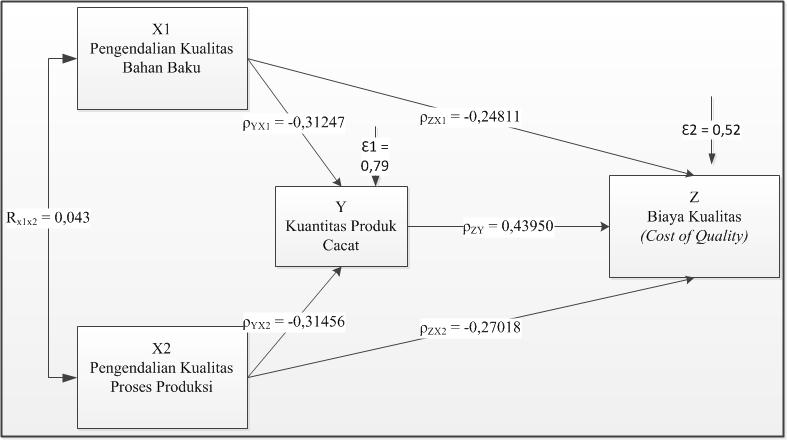 X1
Pengendalian Kualitas
Bahan Baku
ρYX1 = -0,31247
ρZX1 = -0,24811
Ɛ1 =
0,79
Ɛ2 = 0,52
Rx1x2 = 0,043
Y
Kuantitas Produk
Cacat
ρZY = 0,43950
Z
Biaya Kualitas
(Cost of Quality)
ρYX2 = -0,31456
ρZX2 = -0,27018
X2
Pengendalian Kualitas
Proses Produksi